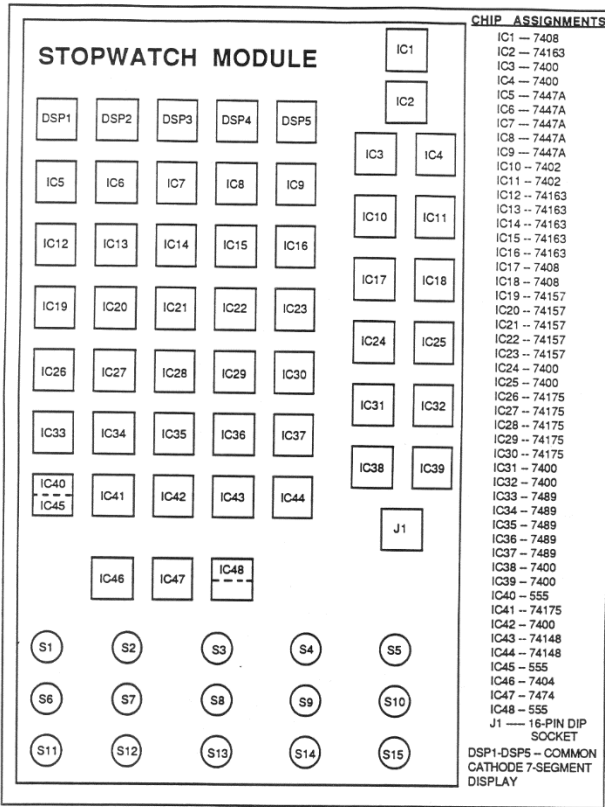 STOPWATCH MODULE
IC1
IC2
DSP1 DSP2 DSP3 DSP4 DSP5
IC3 IC4
IC5 IC6 IC7 IC8 IC9
IC10 IC11
IC12 IC13 IC14 IC15 IC16
IC17 IC18
IC19 IC20 IC21 IC22 IC23
IC24 IC25
IC26 IC27 IC28 IC29 IC30
IC31 IC32
IC33 IC34 IC35 IC36 IC37
IC38 IC39
IC40
IC45
IC41 IC42 IC43 IC44
J1
IC46 IC47 IC48
S1 S2 S3 S4 S5
S6 S7 S8 S9 S10
S11 S12 S13 S14 S15
CHIP ASSIGNMENTS
IC1 -- 7408
IC2 -- 74163
IC3 -- 7400
IC4 -- 7400
IC5 -- 7447A
IC6 -- 7447A
IC7 -- 7447A
IC8 -- 7447A
IC9 -- 7447A
IC10 -- 7402
IC11 -- 7402
IC12 -- 74163
IC13 -- 74163
IC14 -- 74163
IC15 -- 74163
IC16 -- 74163
IC17 -- 7408
IC18 -- 7408
IC19 -- 74157
IC20 -- 74157
IC21 -- 74157
IC22 -- 74157
IC23 -- 74157
IC24 -- 7400
IC25 -- 7400
IC26 -- 74175
IC27 -- 74175
IC28 -- 74175
IC29 -- 74175
IC30 -- 74175
IC31 -- 7400
IC32 -- 7400
IC33 -- 7489
IC34 -- 7489
IC35 -- 7489
IC36 -- 7489
IC37 -- 7489
IC38 -- 7400
IC39 -- 7400
IC40 -- 555
IC41 -- 74175
IC42 -- 7400
IC43 -- 74148
IC44 -- 74148
IC45 -- 555
IC46 -- 7404
IC47 -- 7474
IC48 -- 555
J1 ---- 16-PIN DIP
SOCKET
DSP1-DSP5 -- COMMON
CATHODE 7-SEGMENT
DISPLAY